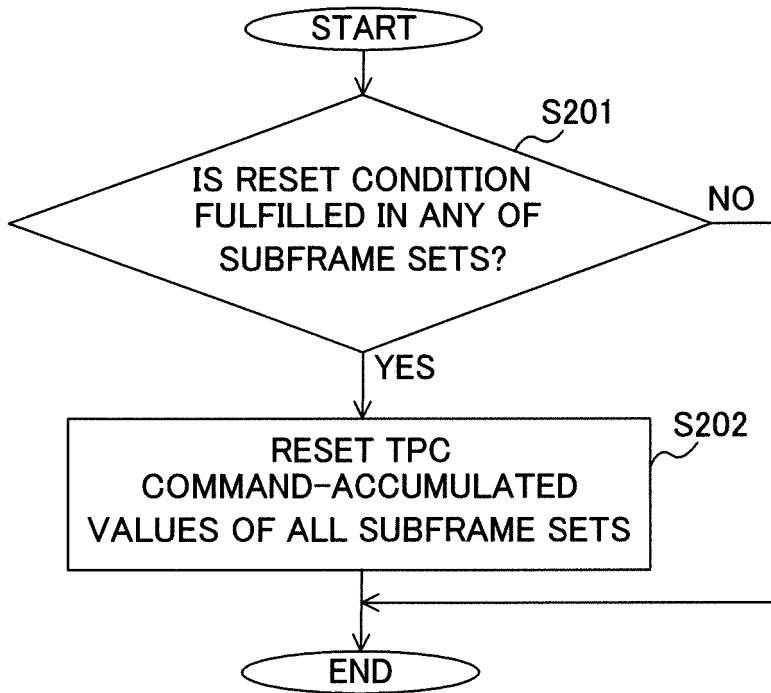 START
S201
IS RESET CONDITION
FULFILLED IN ANY OF
SUBFRAME SETS?
NO
YES
S202
RESET TPC
COMMAND-ACCUMULATED
VALUES OF ALL SUBFRAME SETS
END